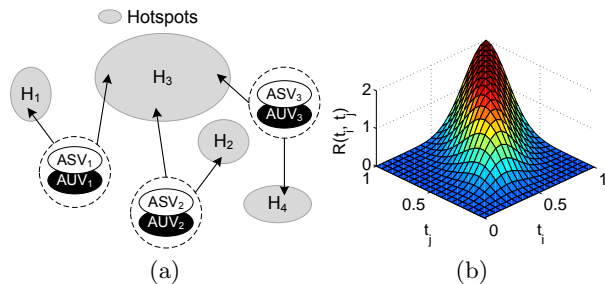 Hotspots
H1
H3
ASV3
AUV3
H2
ASV1
AUV1
ASV2
AUV2
H4
(a)
R(ti, tj)
2
1
0
1
0.5
0
0.5
1
tj
ti
(b)